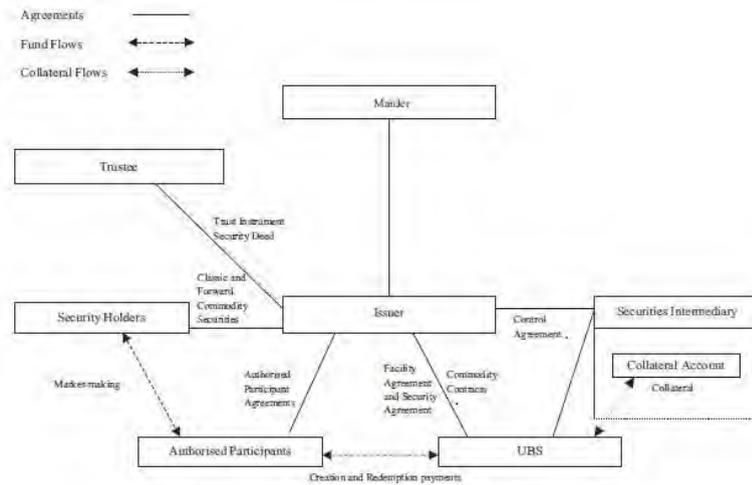 Agreements
Fund Flows
Collateral Flows
Trustee
Trust Instrument
Security Deed
Classic and
Forward
Commodity
Securities
Security Holders
Issuer
Securities Intermediary
Control
Agreement
Collateral Account
Collateral
Market-making
Authorised
Participant
Agreements
Facility
Agreement
and Security
Agreement
Commodity
Contracts
Authorised Participants
UBS
Creation and Redemption payments